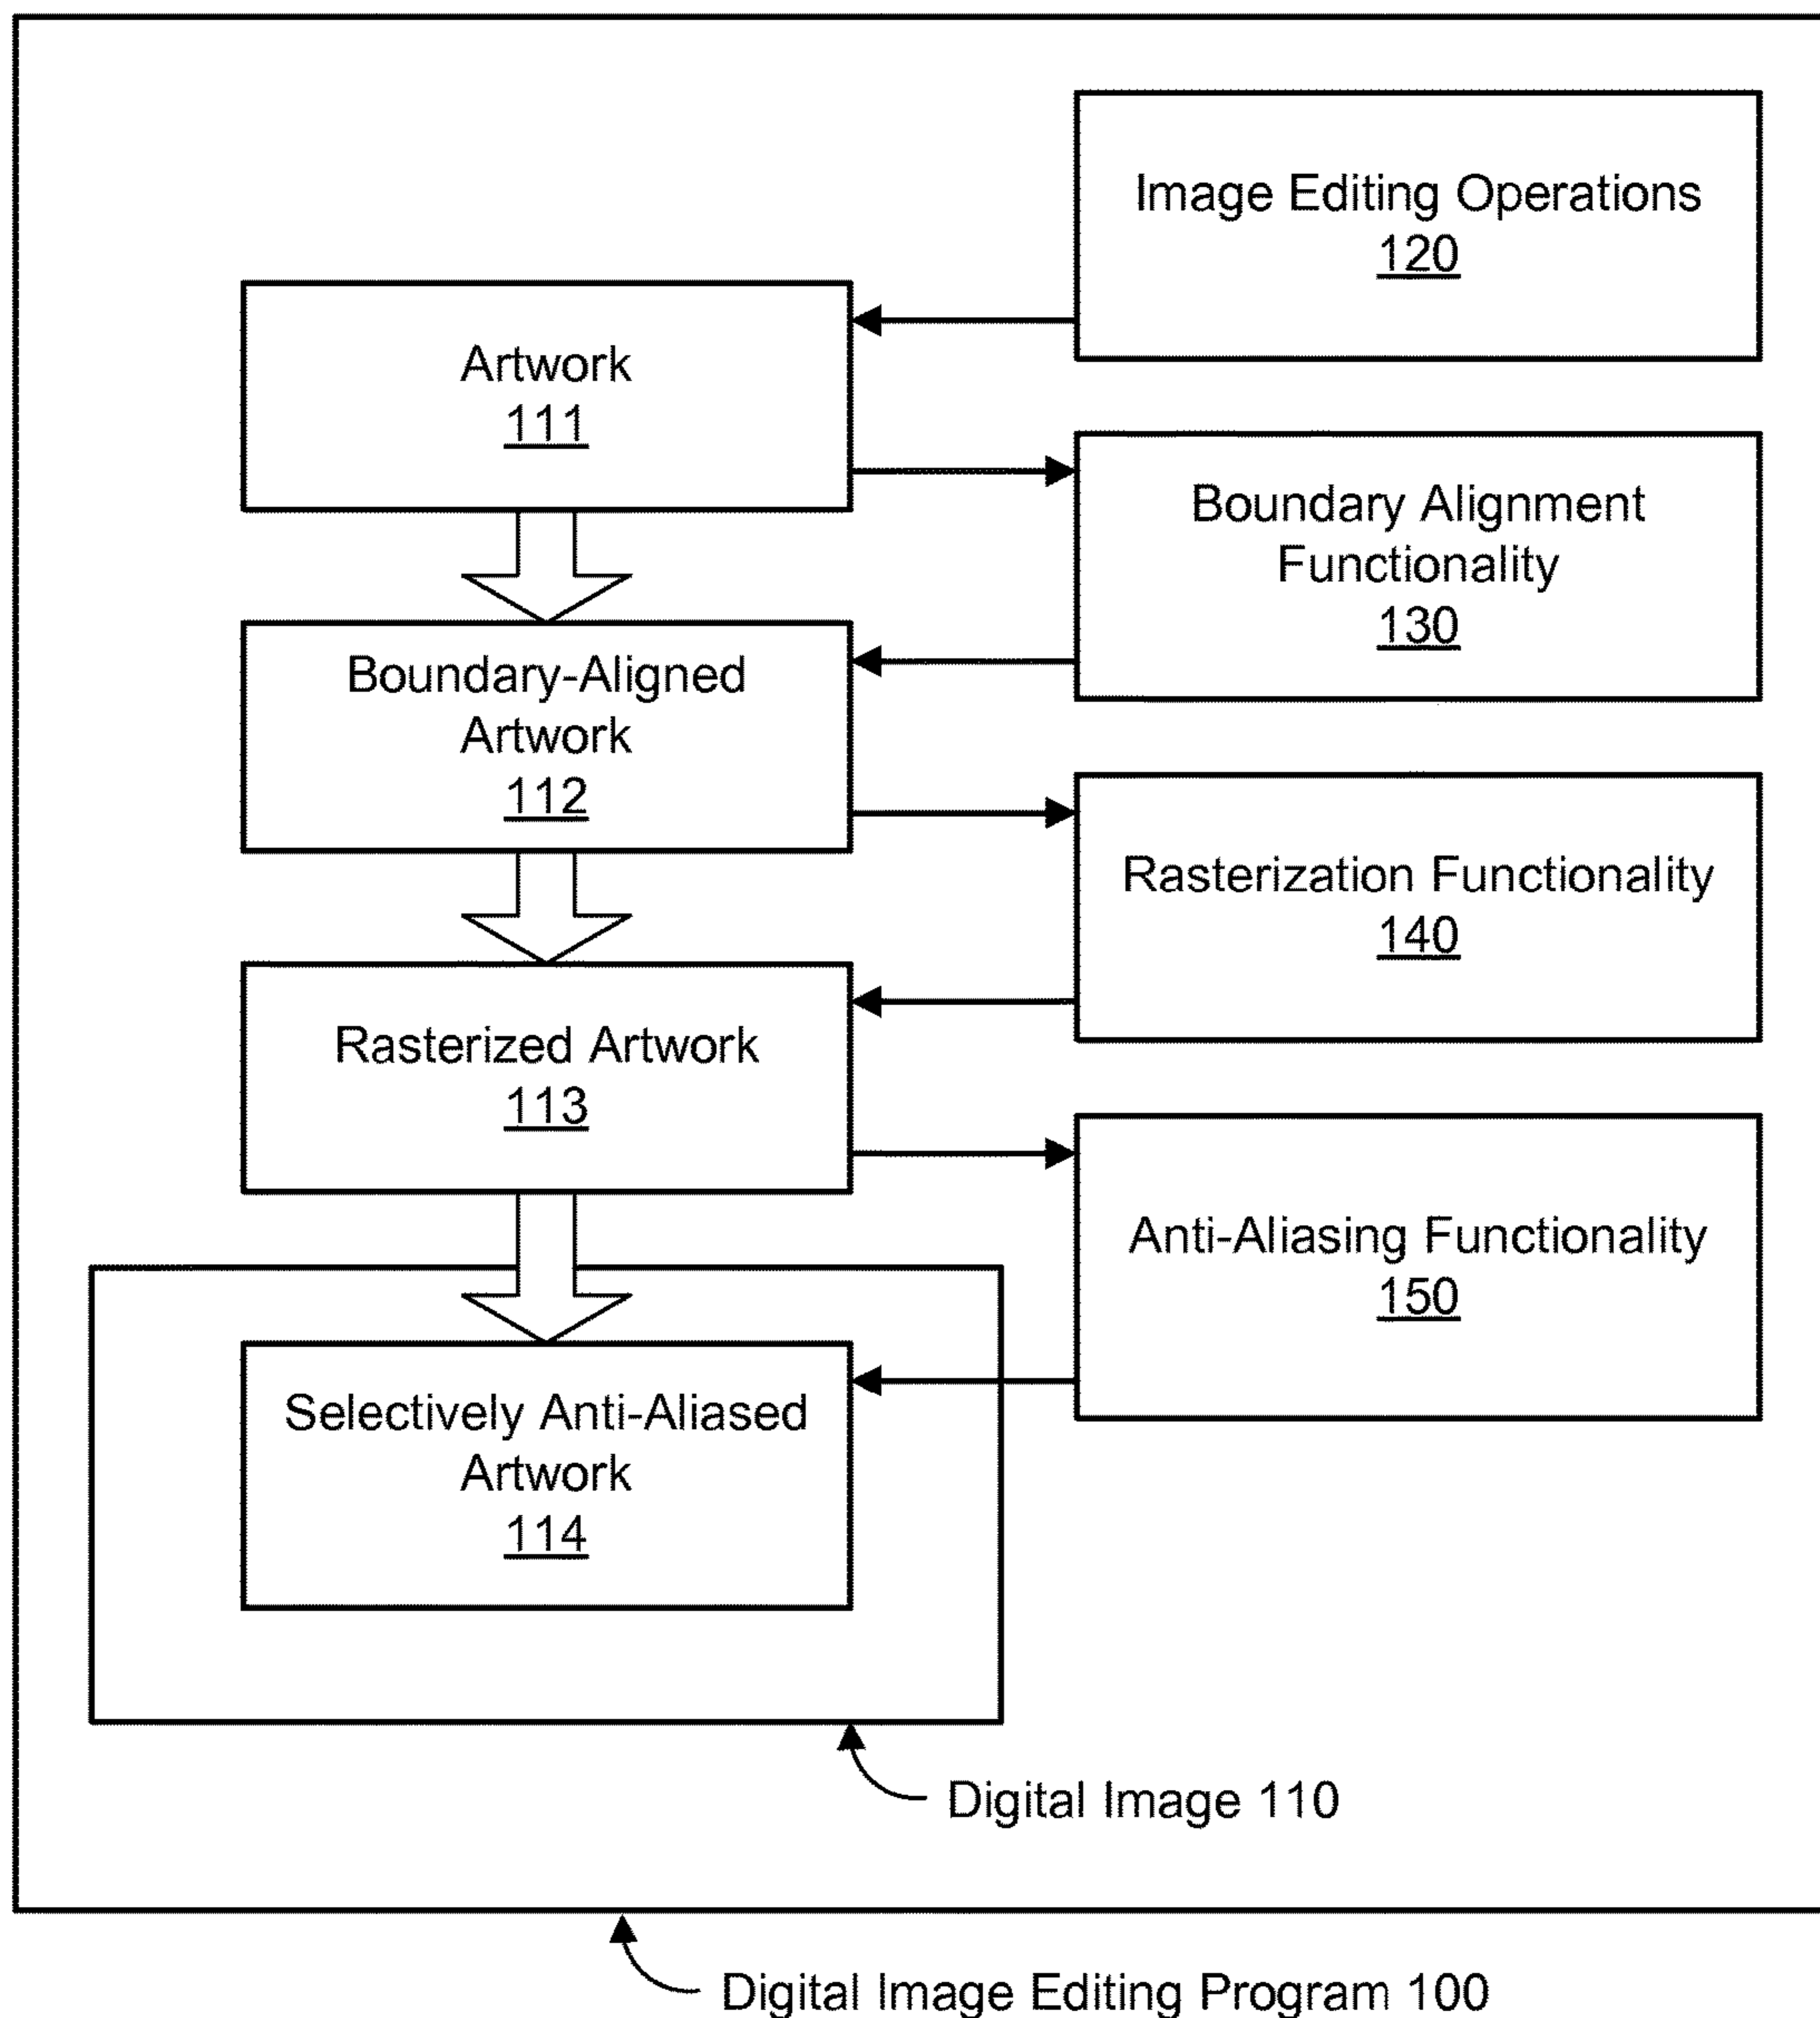 Image Editing Operations
120
Artwork
111
Boundary Alignment
Functionality
130
Boundary-Aligned
Artwork
112
Rasterization Functionality
140
Rasterized Artwork
113
Anti-Aliasing Functionality
150
Selectively Anti-Aliased
Artwork
114
Digital Image 110
Digital Image Editing Program 100